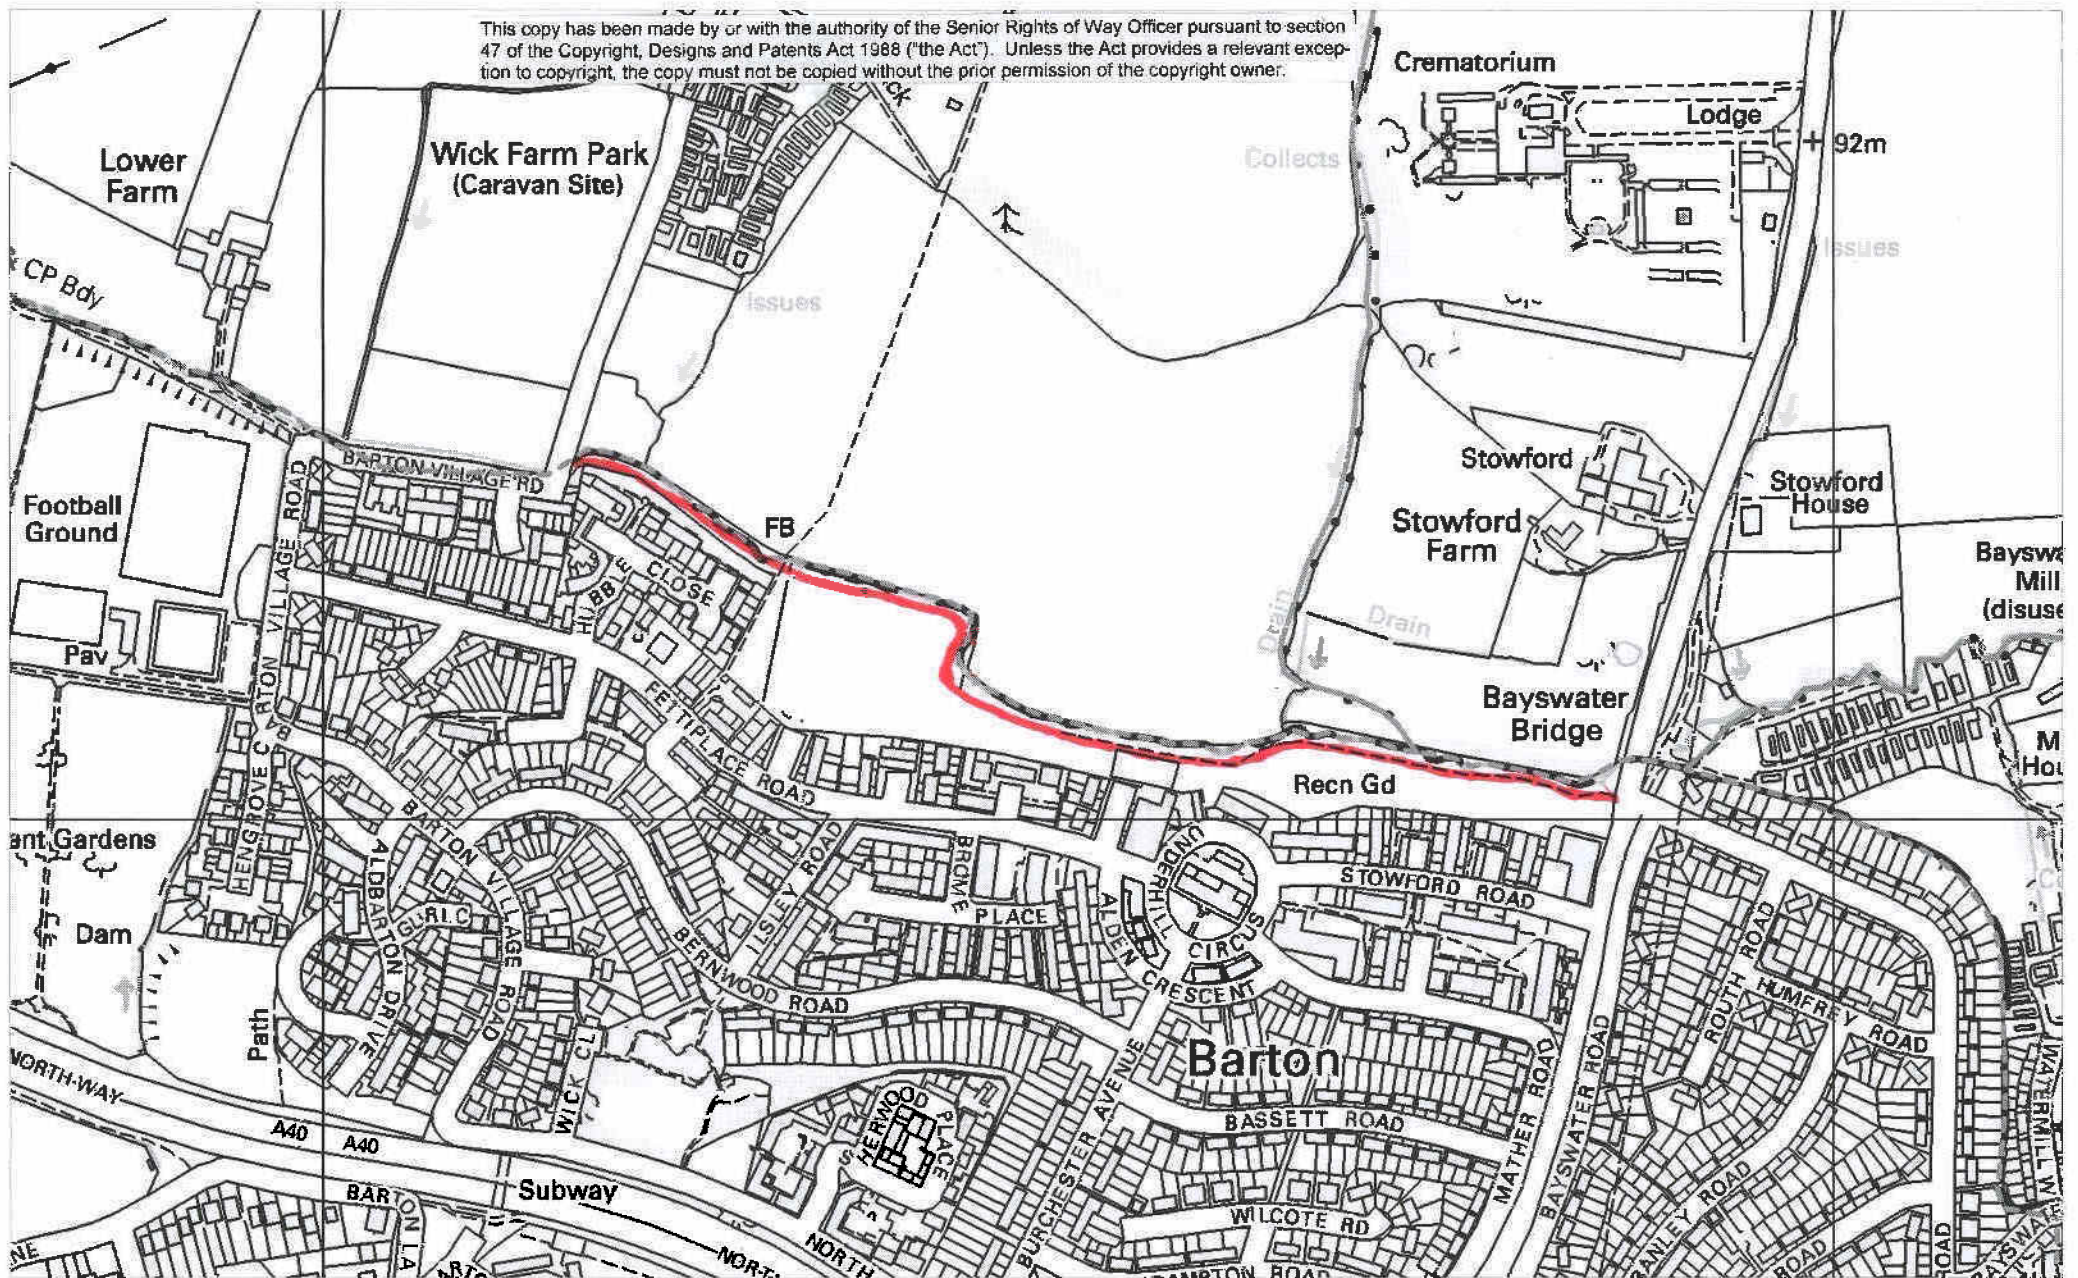 This copy has been made by or with the authority of the Senior Rights of Way Officer pursuant to section
47 of the Copyright, Designs and Patents Act 1988 ("the Act"). Unless the Act provides a relevant excep-
tion to copyright, the copy must not be copied without the prior permission of the copyright owner.
Crematorium
Lodge
92m
Collects
Issues
Lower
Farm
Wick Farm Park
(Caravan Site)
CP Bdy
Issues
BARTON VILLAGE RD
Football
Ground
BARTON VILLAGE ROAD
Pav
FB
HUBBLE
CLOSE
Stowford
Stowford
Farm
Stowford
House
Drain
Drain
Bayswater
Bridge
Mill
Recn Gd
FETTIPLACE ROAD
HENGROVE C
BARTON VILLAGE ROAD
ALDBARTON DRIVE
Dam
Path
BERNWOOD ROAD
ILSLEY ROAD
BROME
PLACE
ALDEN CRESCENT
UNDERHILL CIRCUS
STOWFORD ROAD
Barton
BASSETT ROAD
MATHER ROAD
BAYSWATER ROAD
ROUTH ROAD
HUMFREY ROAD
WICK CL
SHERWOOD PLACE
BURCHESTER AVENUE
WILCOTE RD
NORTH-WAY
A40
A40
Subway
NORTH